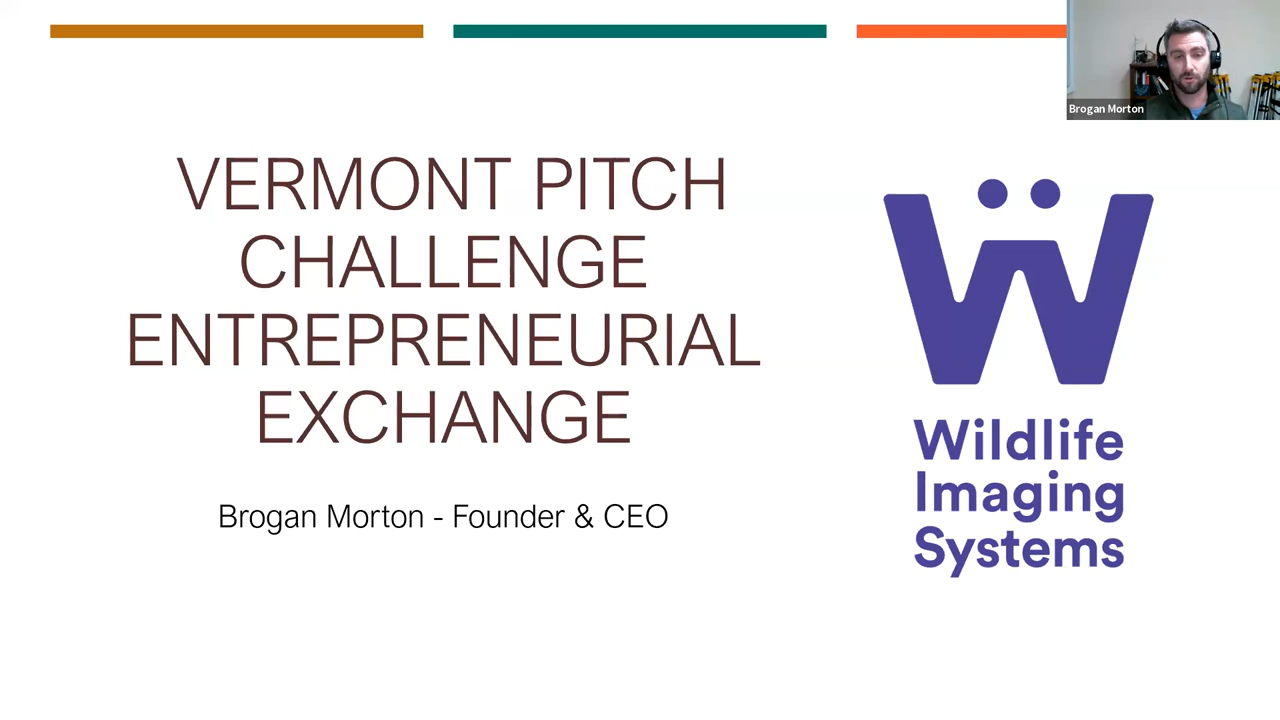 VERMONT PITCH
CHALLENGE
ENTREPRENEURIAL
EXCHANGE
Brogan Morton - Founder & CEO
Brogan Morton
Wildlife
Imaging
Systems